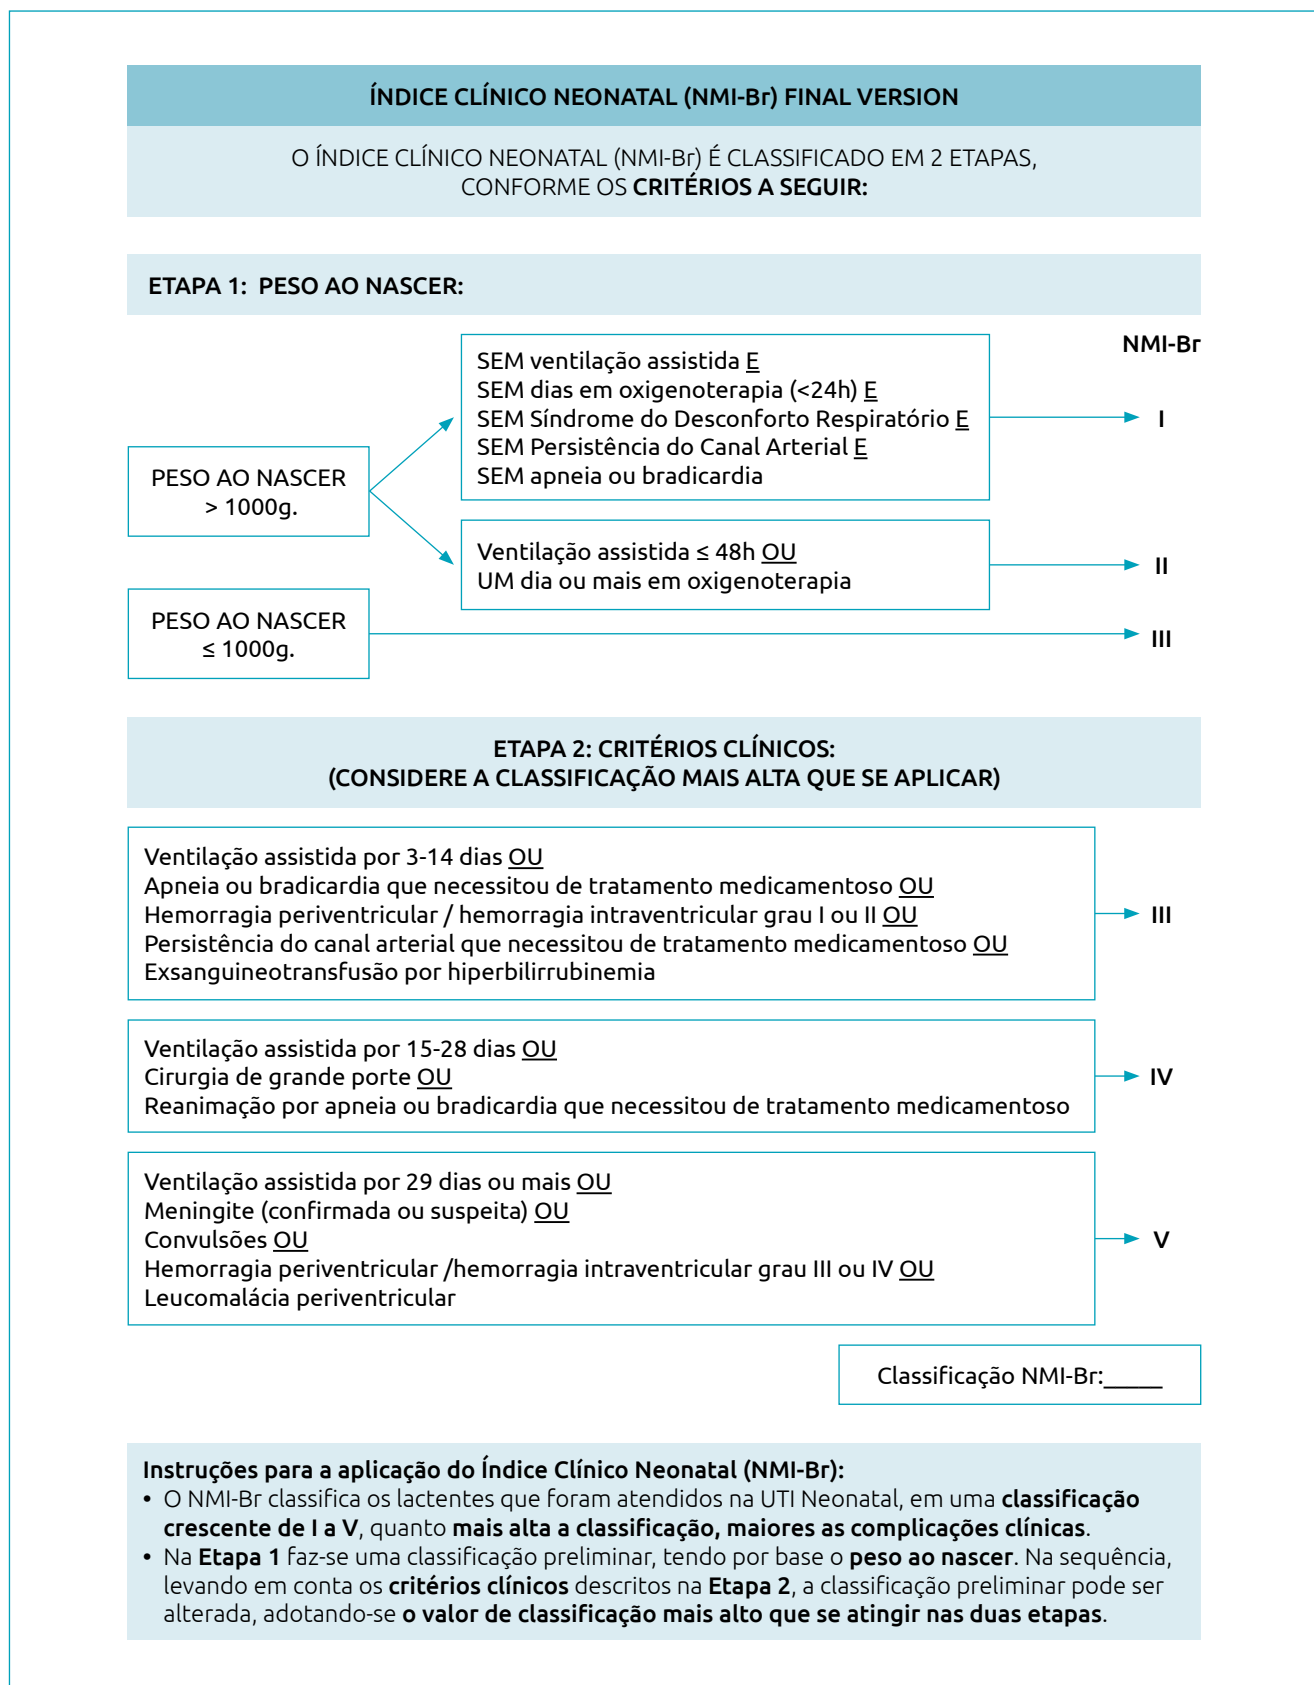 ÍNDICE CLÍNICO NEONATAL (NMI-Br) FINAL VERSION
O ÍNDICE CLÍNICO NEONATAL (NMI-Br) É CLASSIFICADO EM 2 ETAPAS,
CONFORME OS CRITÉRIOS A SEGUIR:
ETAPA 1: PESO AO NASCER:
NMI-Br
PESO AO NASCER
> 1000g.
SEM ventilação assistida E
SEM dias em oxigenoterapia (<24h) E
SEM Síndrome do Desconforto Respiratório E
SEM Persistência do Canal Arterial E
SEM apneia ou bradicardia
I
Ventilação assistida ≤ 48h OU
UM dia ou mais em oxigenoterapia
II
PESO AO NASCER
≤ 1000g.
III
ETAPA 2: CRITÉRIOS CLÍNICOS:
(CONSIDERE A CLASSIFICAÇÃO MAIS ALTA QUE SE APLICAR)
Ventilação assistida por 3-14 dias OU
Apneia ou bradicardia que necessitou de tratamento medicamentoso OU
Hemorragia periventricular / hemorragia intraventricular grau I ou II OU
Persistência do canal arterial que necessitou de tratamento medicamentoso OU
Exsanguineotransfusão por hiperbilirrubinemia
III
Ventilação assistida por 15-28 dias OU
Cirurgia de grande porte OU
Reanimação por apneia ou bradicardia que necessitou de tratamento medicamentoso
IV
Ventilação assistida por 29 dias ou mais OU
Meningite (confirmada ou suspeita) OU
Convulsões OU
Hemorragia periventricular /hemorragia intraventricular grau III ou IV OU
Leucomalácia periventricular
V
Classificação NMI-Br:_____
Instruções para a aplicação do Índice Clínico Neonatal (NMI-Br):
• O NMI-Br classifica os lactentes que foram atendidos na UTI Neonatal, em uma classificação
crescente de I a V, quanto mais alta a classificação, maiores as complicações clínicas.
• Na Etapa 1 faz-se uma classificação preliminar, tendo por base o peso ao nascer. Na sequência,
levando em conta os critérios clínicos descritos na Etapa 2, a classificação preliminar pode ser
alterada, adotando-se o valor de classificação mais alto que se atingir nas duas etapas.